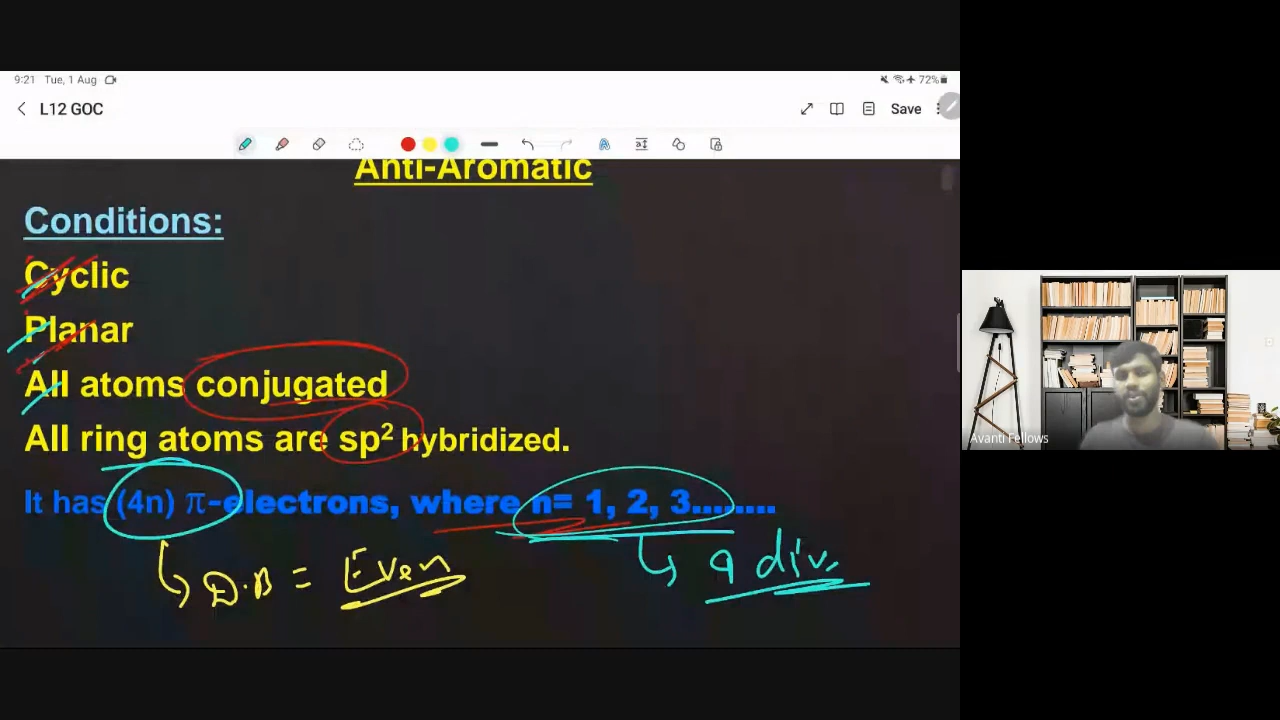 9:21 Tue, 1 Aug
72%
L12 GOC
Save
Anti-Aromatic
Conditions:
Cyclic
Planar
All atoms conjugated
All ring atoms are sp² hybridized.
It has (4n) π-electrons, where n= 1, 2, 3........
D.B = Even
div.
Avanti Fellows